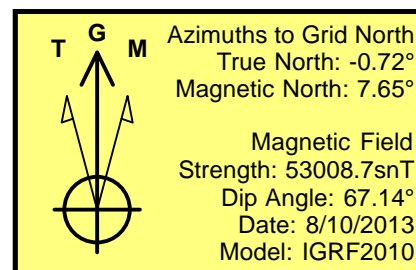 T G M
Azimuths to Grid North
True North: -0.72°
Magnetic North: 7.65°
Magnetic Field
Strength: 53008.7snT
Dip Angle: 67.14°
Date: 8/10/2013
Model: IGRF2010